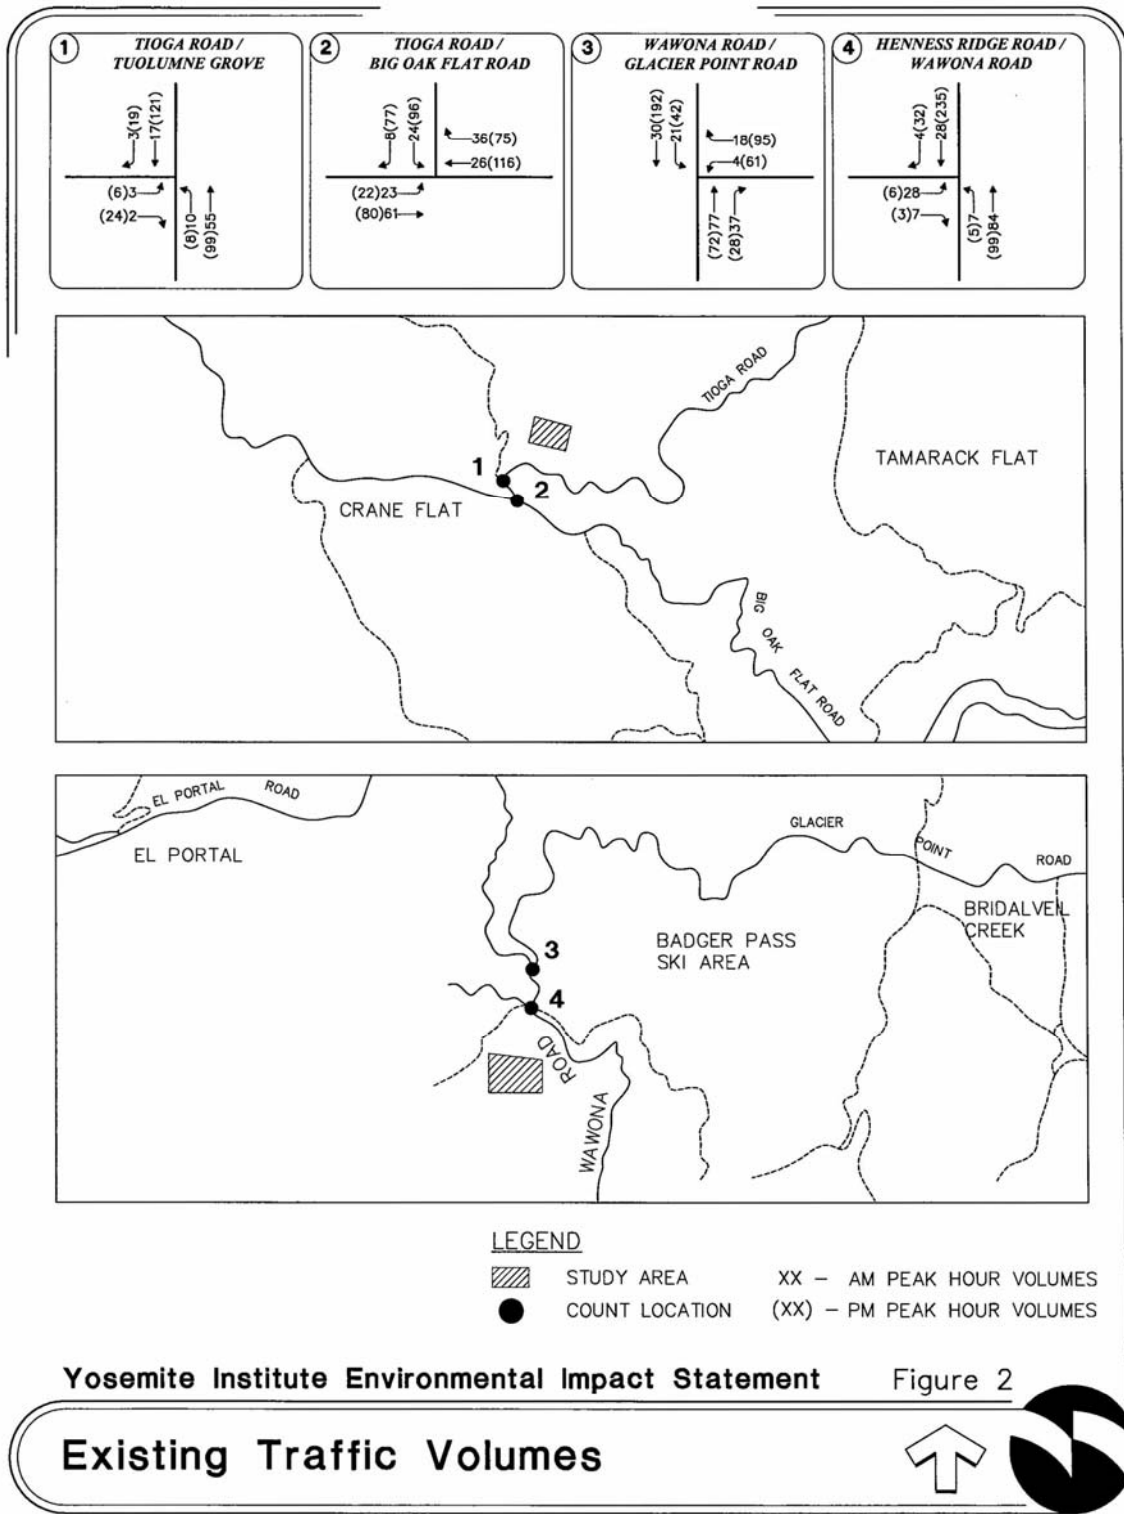 1
TIOGA ROAD /
TUOLUMNE GROVE
3(19)
17(121)
(6)3
(24)2
(8)10
(99)55
2
TIOGA ROAD /
BIG OAK FLAT ROAD
8(77)
24(96)
36(75)
26(116)
(22)23
(80)61
3
WAWONA ROAD /
GLACIER POINT ROAD
30(192)
21(42)
18(95)
4(61)
(72)77
(28)37
4
HENNESS RIDGE ROAD /
WAWONA ROAD
4(32)
28(235)
(6)28
(3)7
(5)7
(99)84
TIOGA ROAD
TAMARACK FLAT
1
2
CRANE FLAT
BIG OAK FLAT ROAD
EL PORTAL ROAD
EL PORTAL
GLACIER POINT ROAD
BRIDALVEIL
CREEK
BADGER PASS
SKI AREA
3
4
WAWONA ROAD
LEGEND
STUDY AREA
XX – AM PEAK HOUR VOLUMES
COUNT LOCATION
(XX) – PM PEAK HOUR VOLUMES
Yosemite Institute Environmental Impact Statement
Figure 2
Existing Traffic Volumes